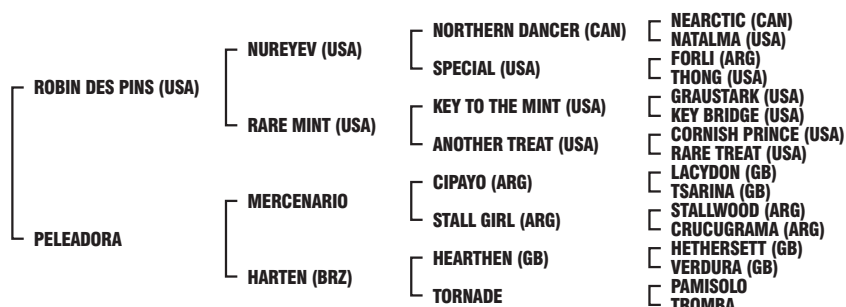 ROBIN DES PINS (USA)
PELEADORA
NUREYEV (USA)
RARE MINT (USA)
MERCENARIO
HARTEN (BRZ)
NORTHERN DANCER (CAN)
SPECIAL (USA)
KEY TO THE MINT (USA)
ANOTHER TREAT (USA)
CIPAYO (ARG)
STALL GIRL (ARG)
HEARTHEN (GB)
TORNADE
NEARCTIC (CAN)
NATALMA (USA)
FORLI (ARG)
THONG (USA)
GRAUSTARK (USA)
KEY BRIDGE (USA)
CORNISH PRINCE (USA)
RARE TREAT (USA)
LACYDON (GB)
TSARINA (GB)
STALLWOOD (ARG)
CRUCUGRAMA (ARG)
HETHERSETT (GB)
VERDURA (GB)
PAMISOLO
TROMBA